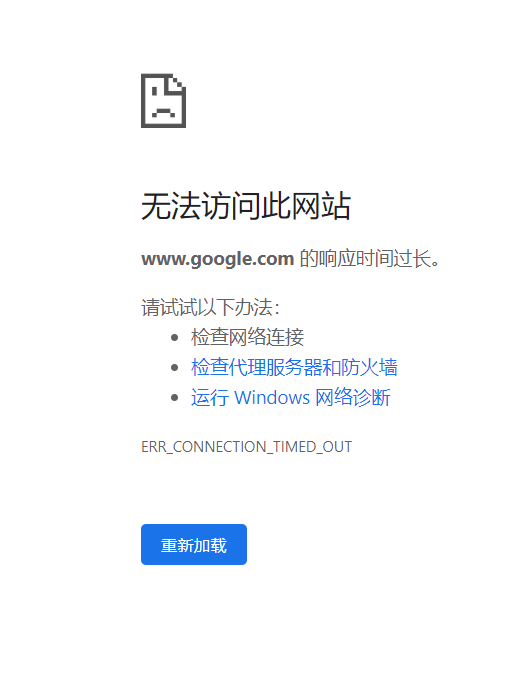 无法访问此网站
www.google.com 的响应时间过长。
请试试以下办法：
检查网络连接
检查代理服务器和防火墙
运行 Windows 网络诊断
ERR_CONNECTION_TIMED_OUT
重新加载